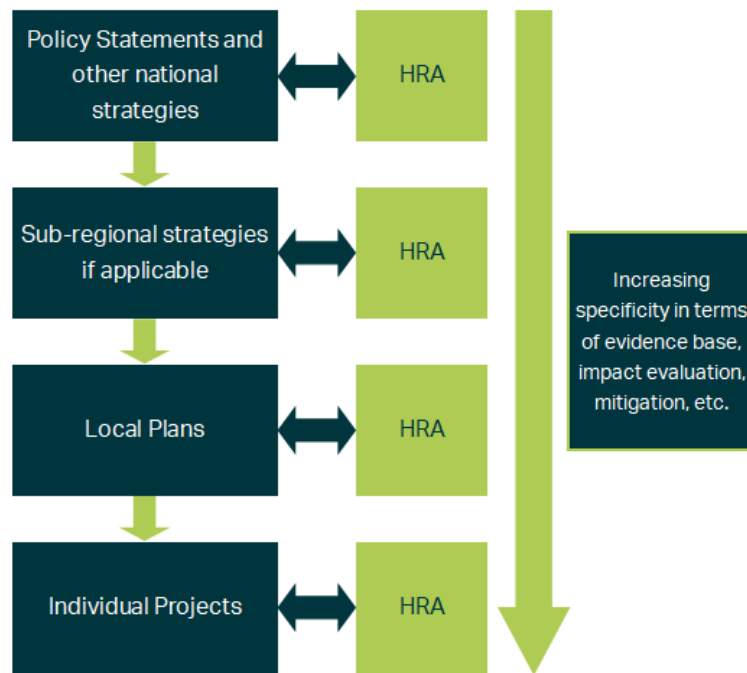 Policy Statements and
other national
strategies
HRA
Sub-regional strategies
if applicable
HRA
Increasing
specificity in terms
of evidence base,
impact evaluation,
mitigation, etc.
Local Plans
HRA
Individual Projects
HRA